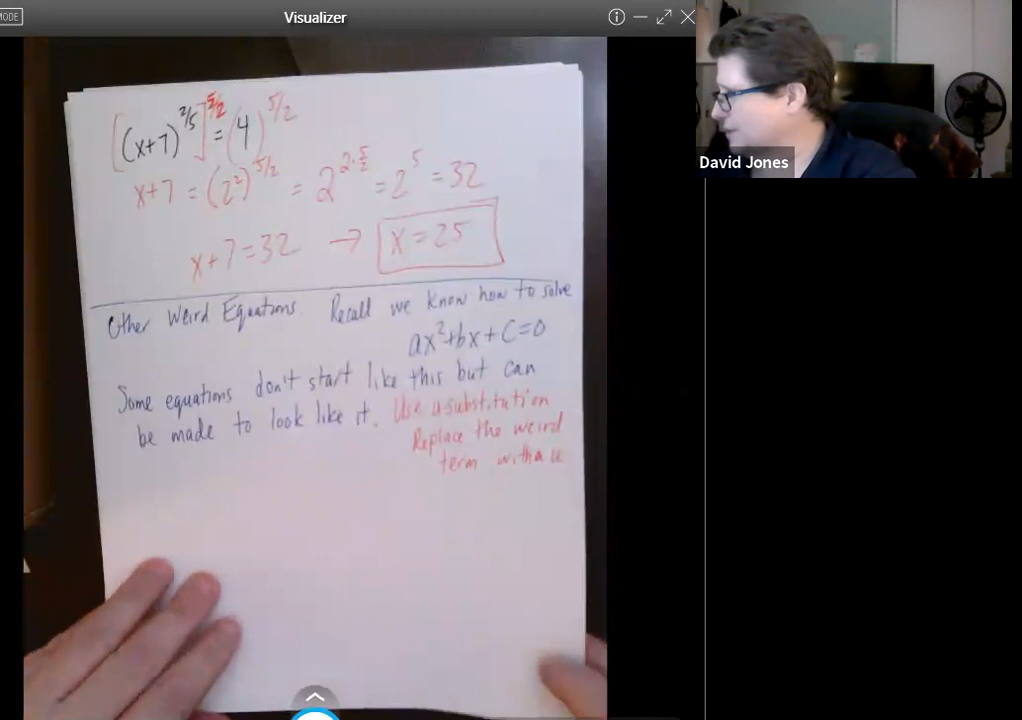 MODE
Visualizer
David Jones
[(x+7)^2/5]^5/2 = (4)^5/2
x+7 = (2^2)^5/2 = 2^2·5/2 = 2^5 = 32
x+7=32 → x=25
Other Weird Equations. Recall we know how to solve
ax^2+bx+C=0
Some equations don't start like this but can
be made to look like it. Use u-substitution
Replace the weird
term with a u